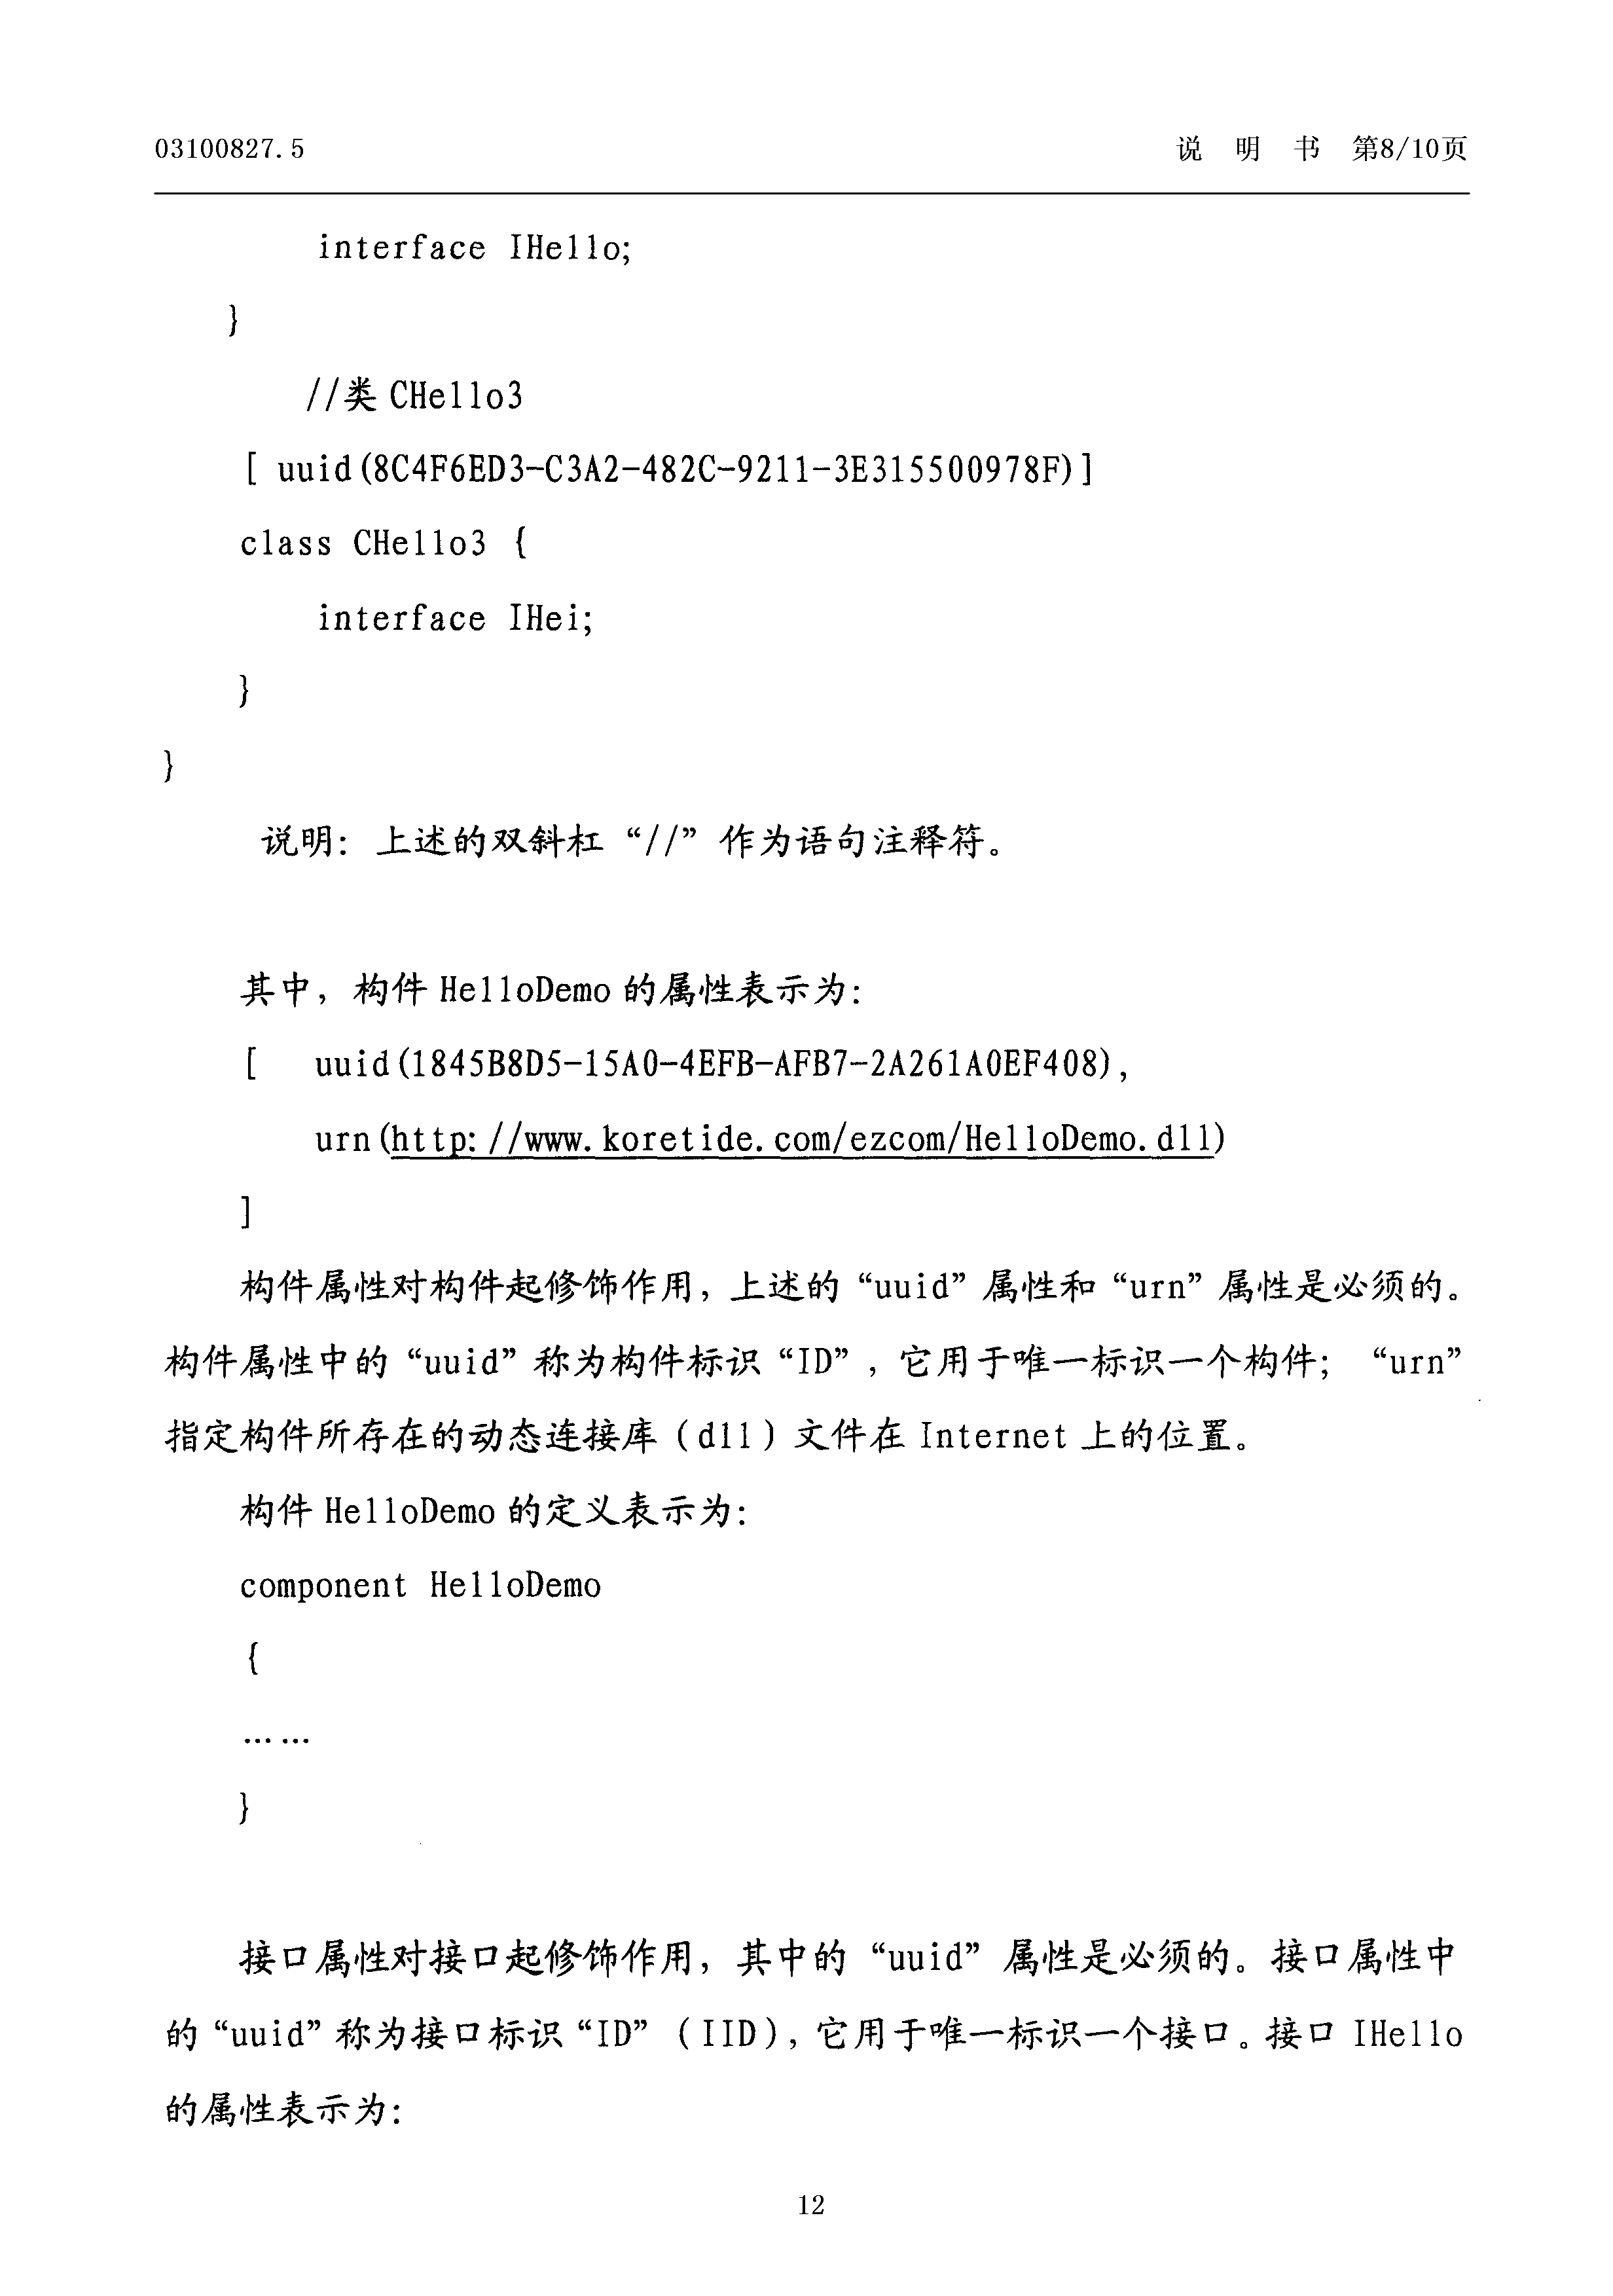 03100827.5
说 明 书 第8/10页
interface IHello;
}
//类 CHello3
[ uuid(8C4F6ED3-C3A2-482C-9211-3E315500978F)]
class CHello3 {
interface IHei;
}
}
说明：上述的双斜杠“//”作为语句注释符。
其中，构件 HelloDemo 的属性表示为：
[ uuid(1845B8D5-15A0-4EFB-AFB7-2A261A0EF408),
urn(http://www.koretide.com/ezcom/HelloDemo.dll)
]
构件属性对构件起修饰作用，上述的“uuid”属性和“urn”属性是必须的。
构件属性中的“uuid”称为构件标识“ID”，它用于唯一标识一个构件；“urn”
指定构件所存在的动态连接库（dll）文件在 Internet 上的位置。
构件 HelloDemo 的定义表示为：
component HelloDemo
{
……
}
接口属性对接口起修饰作用，其中的“uuid”属性是必须的。接口属性中
的“uuid”称为接口标识“ID”（IID），它用于唯一标识一个接口。接口 IHello
的属性表示为：
12